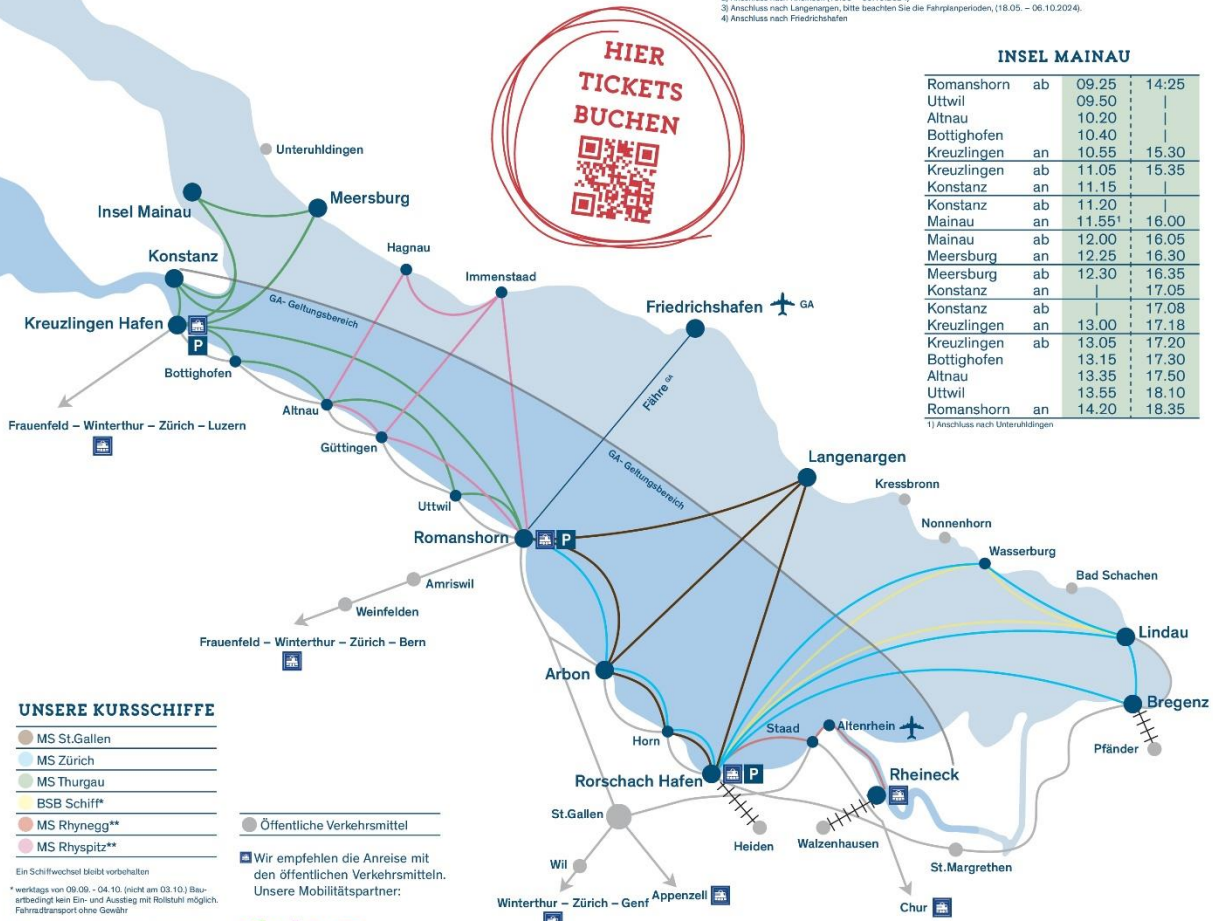 3) Anschluss nach Langenargen, bitte beachten Sie die Fahrplanperioden, (18.05. – 06.10.2024).
4) Anschluss nach Friedrichshafen
HIER
TICKETS
BUCHEN
INSEL MAINAU
Romanshorn ab 09.25 14:25
Uttwil 09.50 |
Altnau 10.20 |
Bottighofen 10.40 |
Kreuzlingen an 10.55 15.30
Kreuzlingen ab 11.05 15.35
Konstanz an 11.15 |
Konstanz ab 11.20 |
Mainau an 11.55¹ 16.00
Mainau ab 12.00 16.05
Meersburg an 12.25 16.30
Meersburg ab 12.30 16.35
Konstanz an | 17.05
Konstanz ab | 17.08
Kreuzlingen an 13.00 17.18
Kreuzlingen ab 13.05 17.20
Bottighofen 13.15 17.30
Altnau 13.35 17.50
Uttwil 13.55 18.10
Romanshorn an 14.20 18.35
1) Anschluss nach Unteruhldingen
Unteruhldingen
Insel Mainau
Meersburg
Konstanz
Hagnau
Immenstaad
GA- Geltungsbereich
Friedrichshafen GA
Kreuzlingen Hafen
P
Bottighofen
Fähre GA
Altnau
Frauenfeld – Winterthur – Zürich – Luzern
Güttingen
GA- Geltungsbereich
Langenargen
Kressbronn
Uttwil
Nonnenhorn
Romanshorn
P
Wasserburg
Amriswil
Bad Schachen
Weinfelden
Lindau
Frauenfeld – Winterthur – Zürich – Bern
Arbon
Bregenz
Horn
Staad
Altenrhein
Pfänder
Rorschach Hafen
P
Rheineck
St.Gallen
Heiden
Walzenhausen
St.Margrethen
Wil
Appenzell
Winterthur – Zürich – Genf
Chur
UNSERE KURSSCHIFFE
MS St.Gallen
MS Zürich
MS Thurgau
BSB Schiff*
MS Rhynegg**
MS Rhyspitz**
Ein Schiffwechsel bleibt vorbehalten
* werktags von 09.09. - 04.10. (nicht am 03.10.) Bau-
artbedingt kein Ein- und Ausstieg mit Rollstuhl möglich.
Fahrradtransport ohne Gewähr
Öffentliche Verkehrsmittel
Wir empfehlen die Anreise mit
den öffentlichen Verkehrsmitteln.
Unsere Mobilitätspartner: